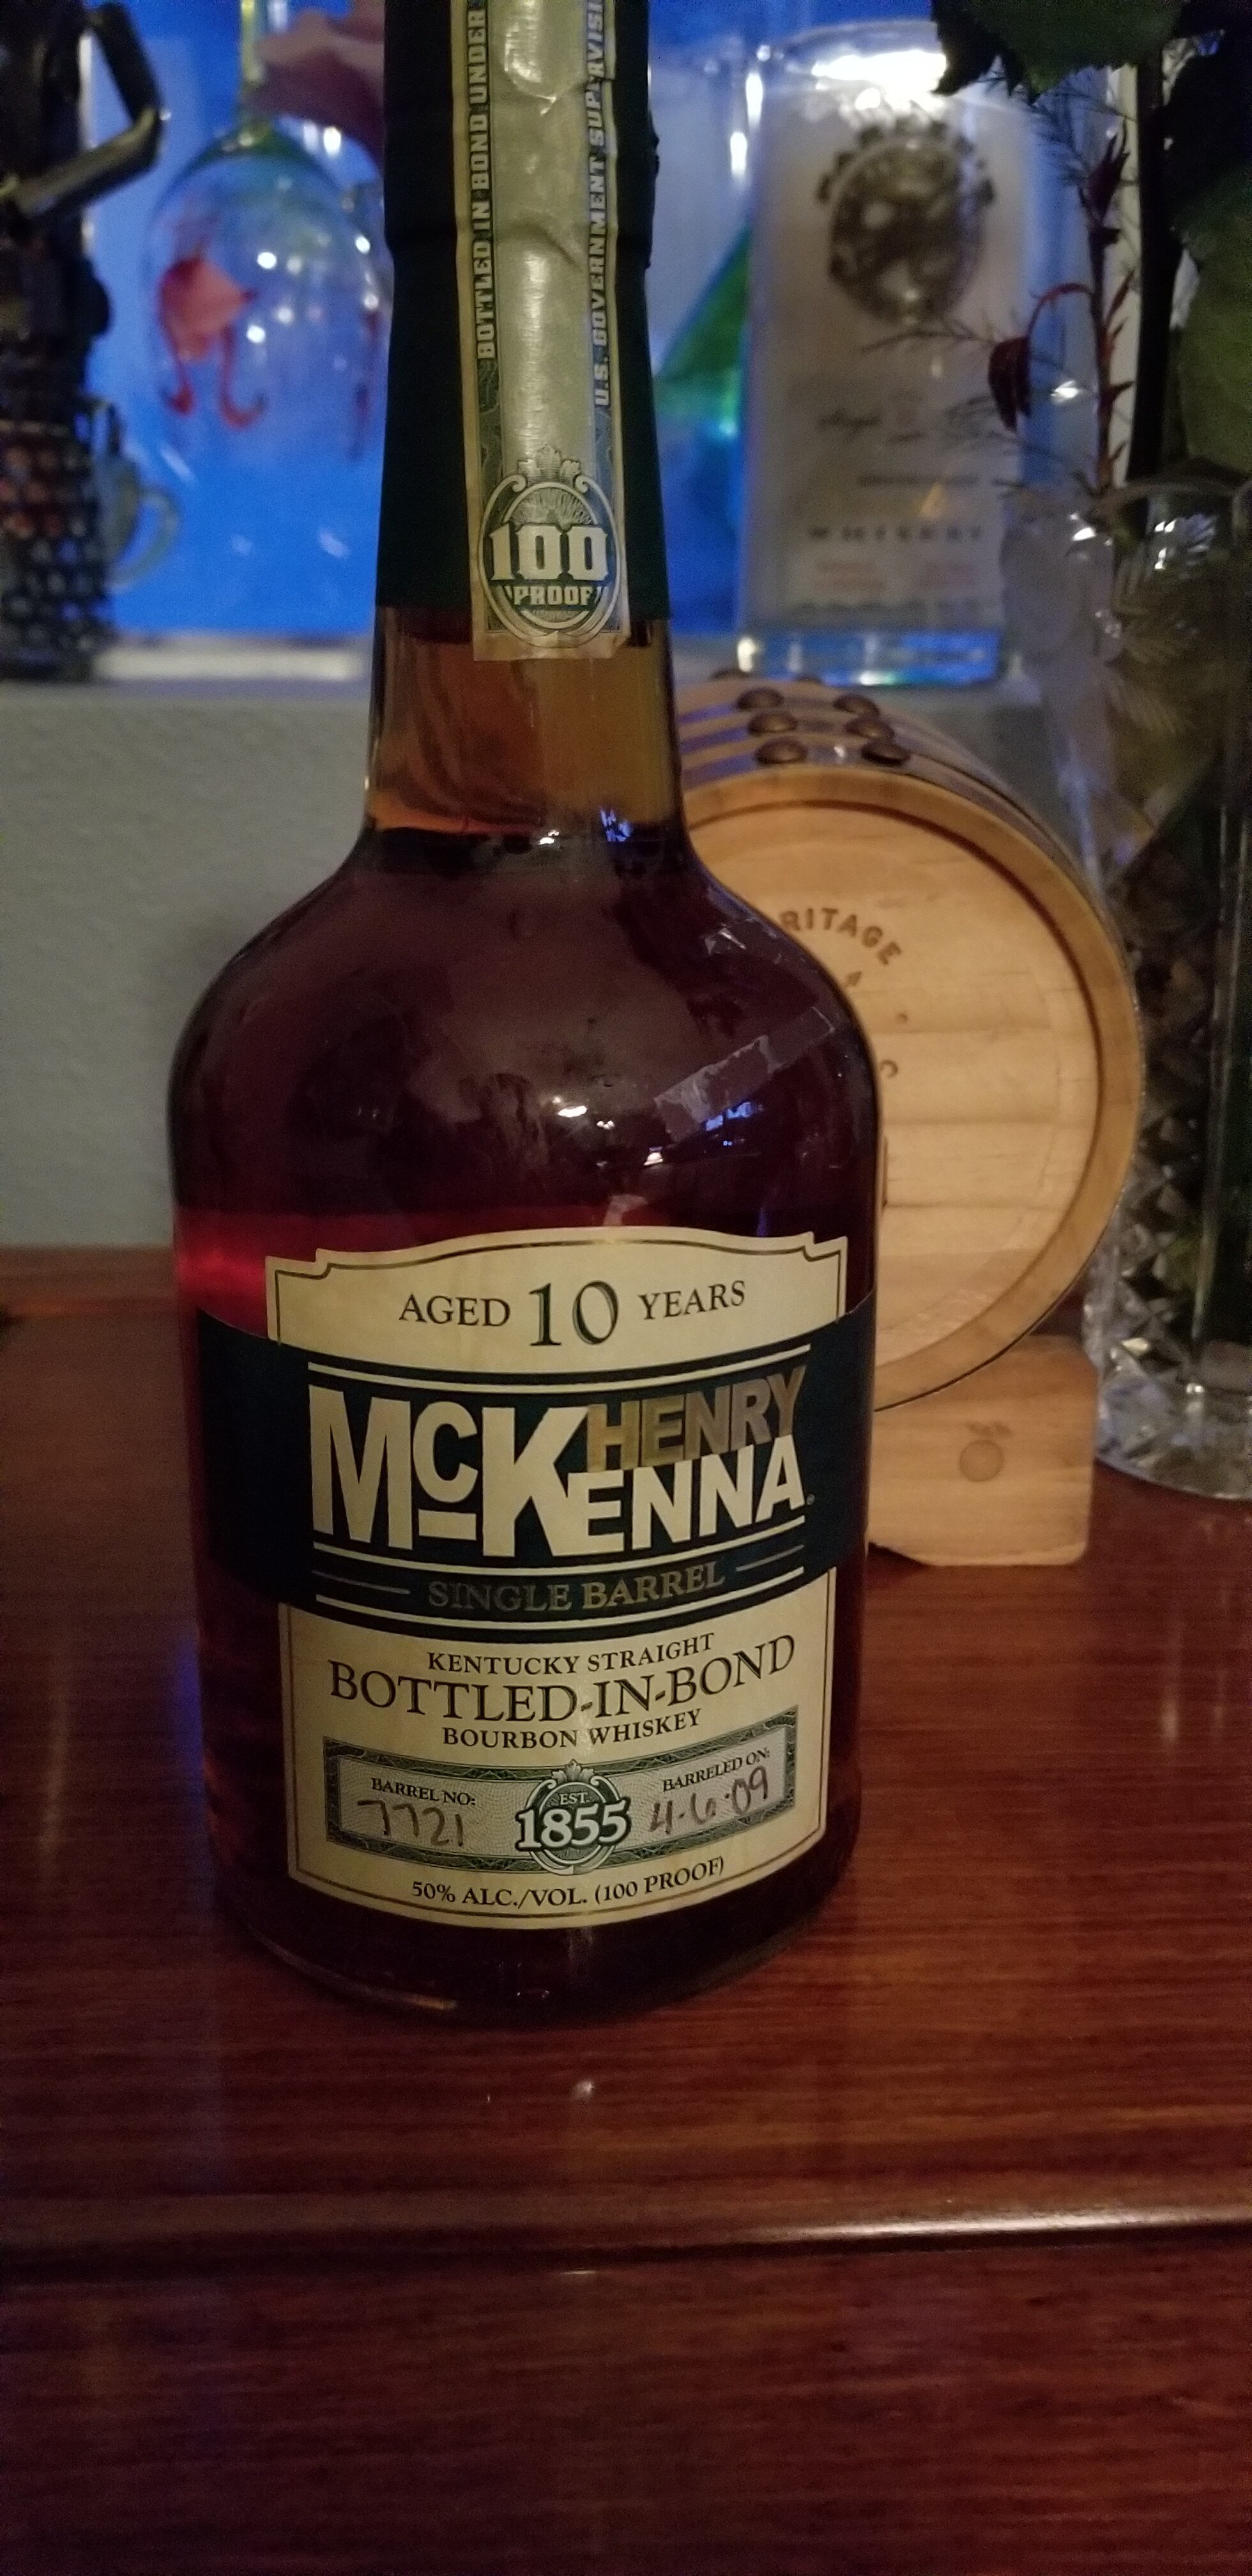 BOTTLED IN BOND UNDER
U.S. GOVERNMENT SUPERVISI
100
PROOF
WHISKEY
RITAGE
AGED 10 YEARS
HENRY
McKENNA
SINGLE BARREL
KENTUCKY STRAIGHT
BOTTLED-IN-BOND
BOURBON WHISKEY
BARREL NO:
7721
EST.
1855
BARRELED ON:
4-6-09
50% ALC./VOL. (100 PROOF)